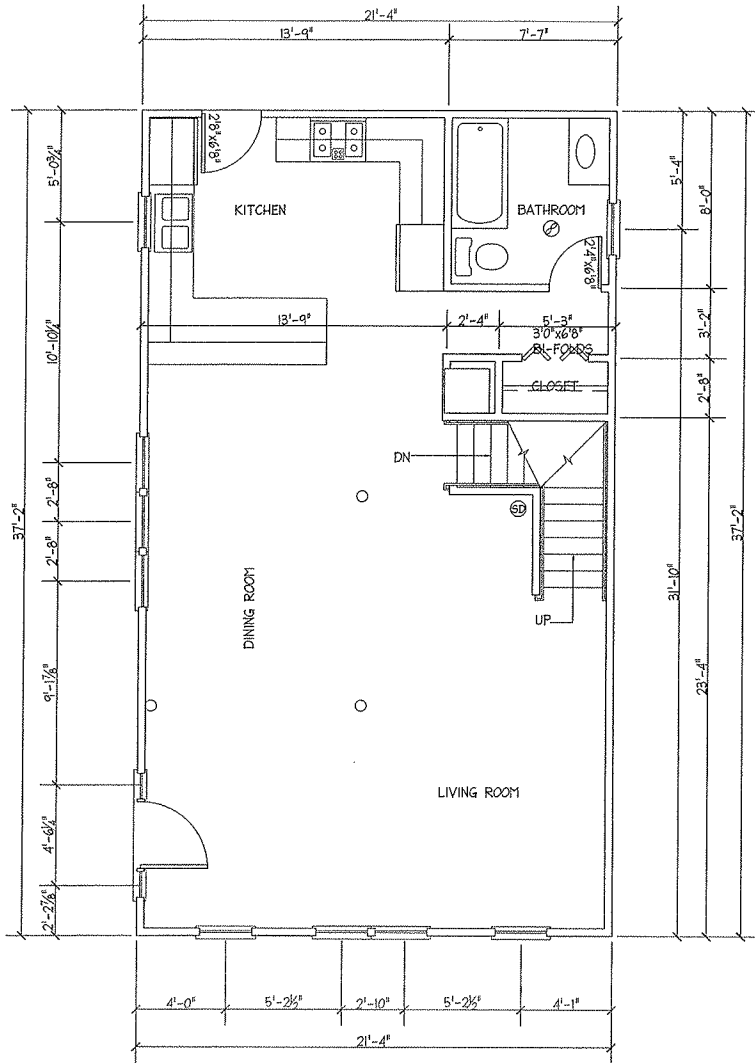 21'-4"
13'-9"
7'-7"
5'-0¾"
2'8"x6'8"
5'-4"
8'-0"
KITCHEN
BATHROOM
2'4"x6'8"
13'-9"
2'-4"
5'-3"
3'0"x6'8"
BI-FOLDS
3'-2"
10'-10¼"
CLOSET
2'-8"
DN
2'-8"
SD
37'-2"
37'-2"
2'-8"
31'-10"
DINING ROOM
UP
23'-4"
9'-1⅞"
LIVING ROOM
4'-6¼"
2'-2⅞"
4'-0"
5'-2½"
2'-10"
5'-2½"
4'-1"
21'-4"